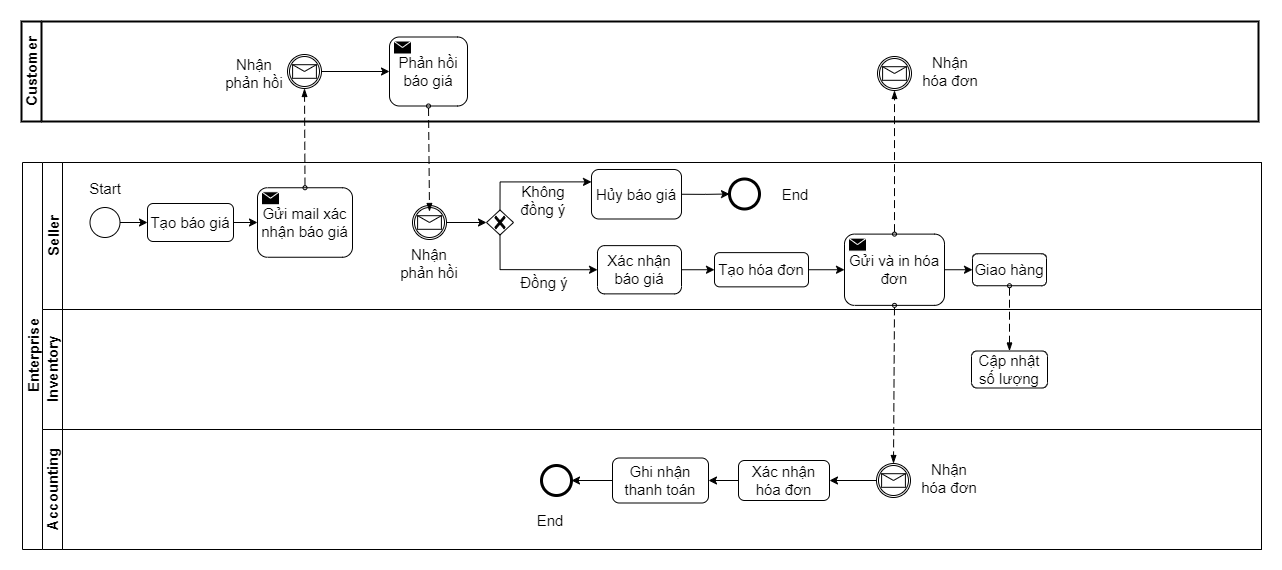 Customer
Nhận
phản hồi
Phản hồi
báo giá
Nhận
hóa đơn
Enterprise
Seller
Start
Tạo báo giá
Gửi mail xác
nhận báo giá
Nhận
phản hồi
Không
đồng ý
Hủy báo giá
End
Đồng ý
Xác nhận
báo giá
Tạo hóa đơn
Gửi và in hóa
đơn
Giao hàng
Inventory
Cập nhật
số lượng
Accounting
End
Ghi nhận
thanh toán
Xác nhận
hóa đơn
Nhận
hóa đơn